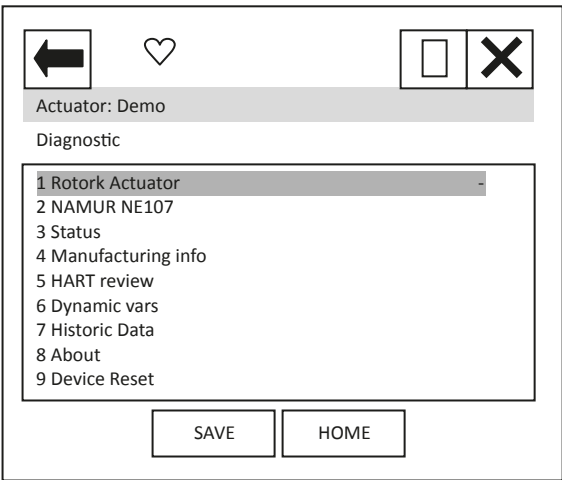 Actuator: Demo
Diagnostic
1 Rotork Actuator -
2 NAMUR NE107
3 Status
4 Manufacturing info
5 HART review
6 Dynamic vars
7 Historic Data
8 About
9 Device Reset
SAVE HOME